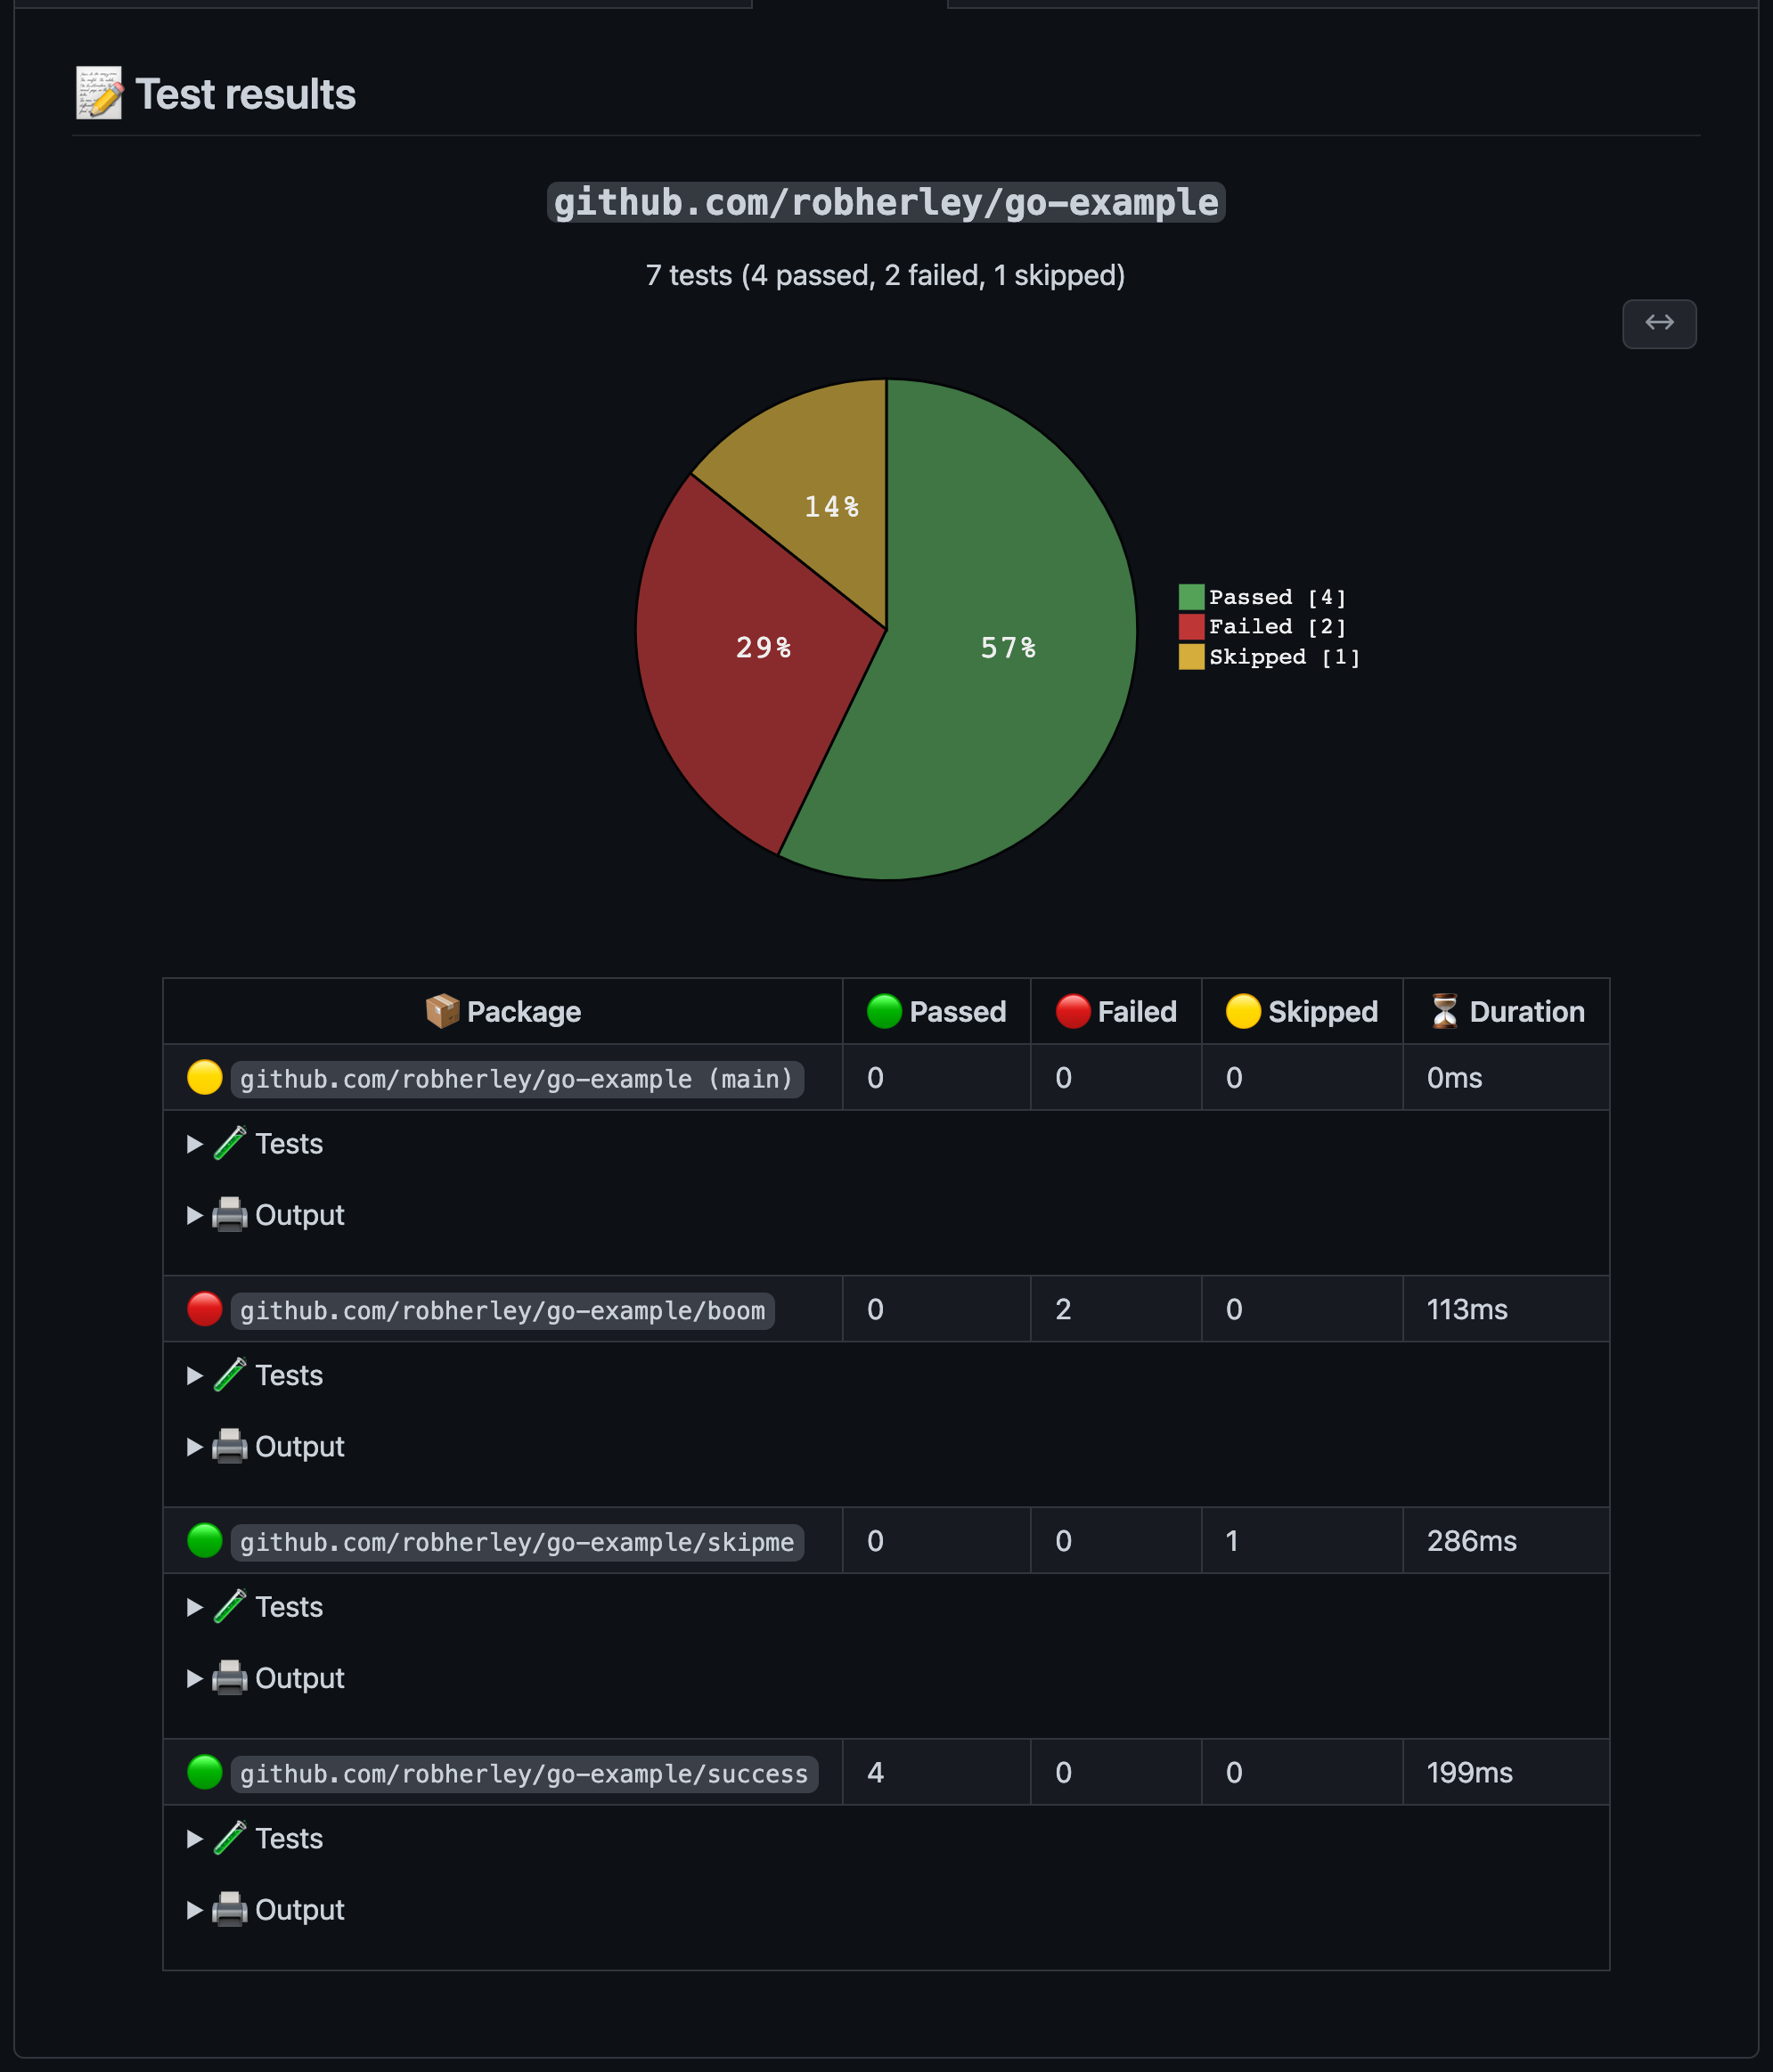 Test results
github.com/robherley/go-example
7 tests (4 passed, 2 failed, 1 skipped)
14%
29%
57%
Passed [4]
Failed [2]
Skipped [1]
Package Passed Failed Skipped Duration
github.com/robherley/go-example (main) 0 0 0 0ms
Tests
Output
github.com/robherley/go-example/boom 0 2 0 113ms
Tests
Output
github.com/robherley/go-example/skipme 0 0 1 286ms
Tests
Output
github.com/robherley/go-example/success 4 0 0 199ms
Tests
Output